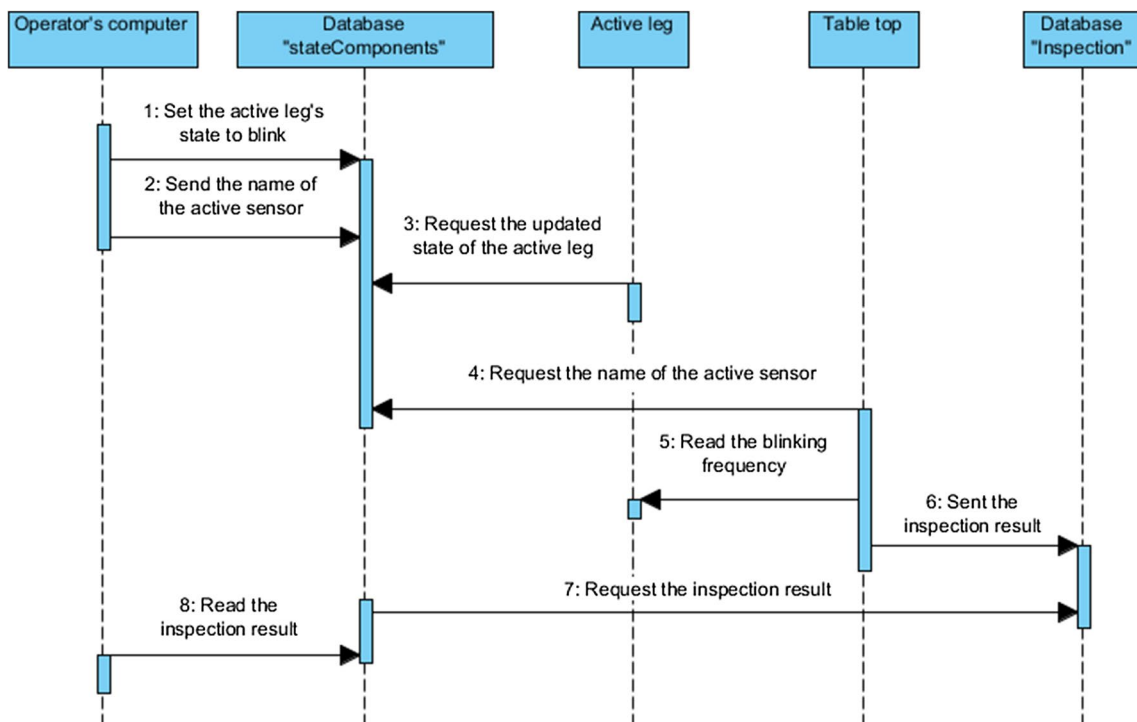 Operator's computer
Database
"stateComponents"
Active leg
Table top
Database
"Inspection"
1: Set the active leg's
state to blink
2: Send the name of
the active sensor
3: Request the updated
state of the active leg
4: Request the name of the active sensor
5: Read the blinking
frequency
6: Sent the
inspection result
7: Request the inspection result
8: Read the
inspection result